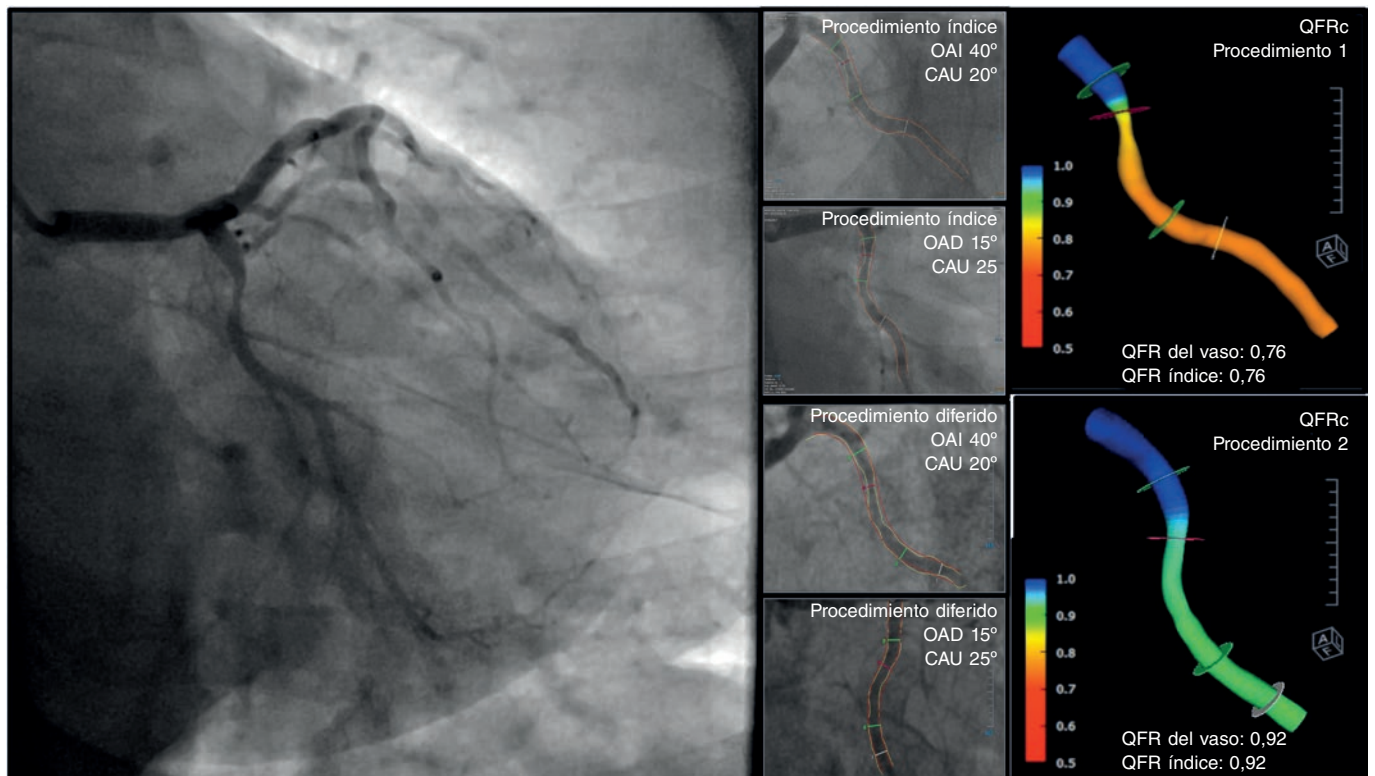 Procedimiento índice
OAI 40º
CAU 20º
Procedimiento índice
OAD 15º
CAU 25
Procedimiento diferido
OAI 40º
CAU 20º
Procedimiento diferido
OAD 15º
CAU 25º
QFRc
Procedimiento 1
1.0
0.9
0.8
0.7
0.6
0.5
A
F
QFR del vaso: 0,76
QFR índice: 0,76
QFRc
Procedimiento 2
1.0
0.9
0.8
0.7
0.6
0.5
A
F
QFR del vaso: 0,92
QFR índice: 0,92